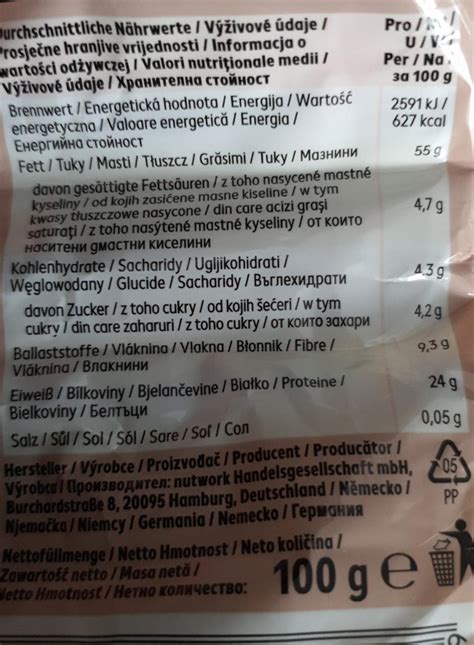 Durchschnittliche Nährwerte / Výživové údaje /
Prosječne hranjive vrijednosti / Informacja o
wartości odżywczej / Valori nutriționale medii /
Výživové údaje / Хранителна стойност
Pro /
U /
Per / Na
за 100 g
Brennwert / Energetická hodnota / Energija / Wartość
energetyczna / Valoare energetică / Energia /
Енергийна стойност
2591 kJ /
627 kcal
Fett / Tuky / Masti / Tłuszcz / Grăsimi / Tuky / Мазнини
55 g
davon gesättigte Fettsäuren / z toho nasycené mastné
kyseliny / od kojih zasićene masne kiseline / w tym
kwasy tłuszczowe nasycone / din care acizi grași
saturați / z toho nasýtené mastné kyseliny / от които
наситени gмастни киселини
4,7 g
Kohlenhydrate / Sacharidy / Ugljikohidrati /
Węglowodany / Glucide / Sacharidy / Въглехидрати
4,3 g
davon Zucker / z toho cukry / od kojih šećeri / w tym
cukry / din care zaharuri / z toho cukry / от които захари
4,2 g
Ballaststoffe / Vláknina / Vlakna / Błonnik / Fibre /
Vláknina / Влакнини
9,3 g
Eiweiß / Bílkoviny / Bjelančevine / Białko / Proteine /
Bielkoviny / Белтъци
24 g
Salz / Sůl / Sol / Sól / Sare / Soľ / Сол
0,05 g
Hersteller / Výrobce / Proizvođač / Producent / Producător /
Výrobca / Производител: nutwork Handelsgesellschaft mbH,
Burchardstraße 8, 20095 Hamburg, Deutschland / Německo /
Njemačka / Niemcy / Germania / Nemecko / Германия
05
PP
Nettofüllmenge / Netto Hmotnost / Neto količina /
Zawartość netto / Masa netă /
Netto Hmotnosť / Нетно количество:
100 g e